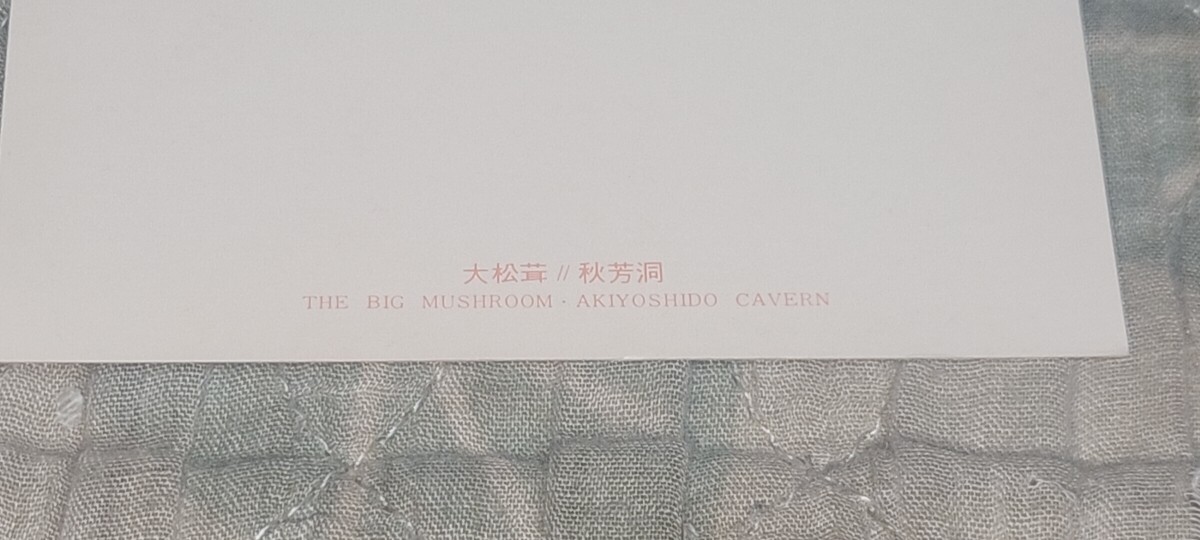 大松茸 // 秋芳洞
THE BIG MUSHROOM · AKIYOSHIDO CAVERN